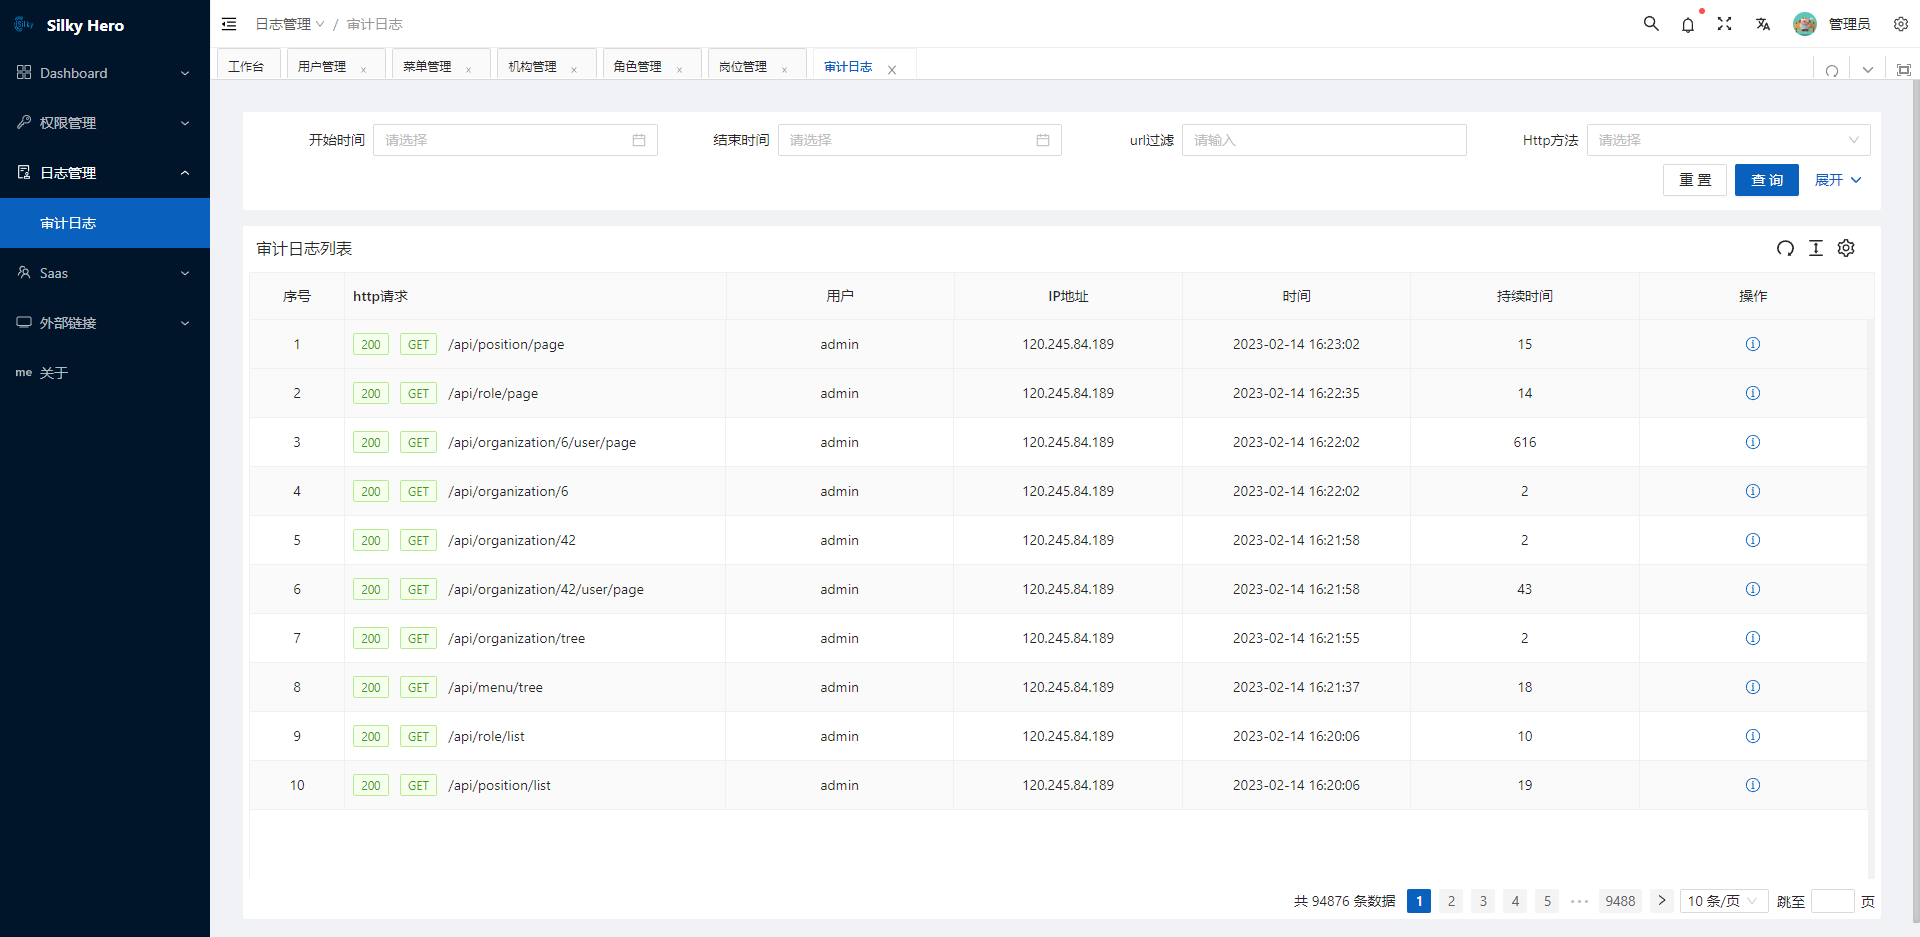 Silky Hero
Dashboard
权限管理
日志管理
审计日志
Saas
外部链接
me 关于
日志管理 / 审计日志
管理员
工作台 用户管理 × 菜单管理 × 机构管理 × 角色管理 × 岗位管理 × 审计日志 ×
开始时间 请选择 结束时间 请选择 url过滤 请输入 Http方法 请选择
重 置 查 询 展开
审计日志列表
序号 http请求 用户 IP地址 时间 持续时间 操作
1 200 GET /api/position/page admin 120.245.84.189 2023-02-14 16:23:02 15
2 200 GET /api/role/page admin 120.245.84.189 2023-02-14 16:22:35 14
3 200 GET /api/organization/6/user/page admin 120.245.84.189 2023-02-14 16:22:02 616
4 200 GET /api/organization/6 admin 120.245.84.189 2023-02-14 16:22:02 2
5 200 GET /api/organization/42 admin 120.245.84.189 2023-02-14 16:21:58 2
6 200 GET /api/organization/42/user/page admin 120.245.84.189 2023-02-14 16:21:58 43
7 200 GET /api/organization/tree admin 120.245.84.189 2023-02-14 16:21:55 2
8 200 GET /api/menu/tree admin 120.245.84.189 2023-02-14 16:21:37 18
9 200 GET /api/role/list admin 120.245.84.189 2023-02-14 16:20:06 10
10 200 GET /api/position/list admin 120.245.84.189 2023-02-14 16:20:06 19
共 94876 条数据 1 2 3 4 5 ••• 9488 > 10 条/页 跳至 页